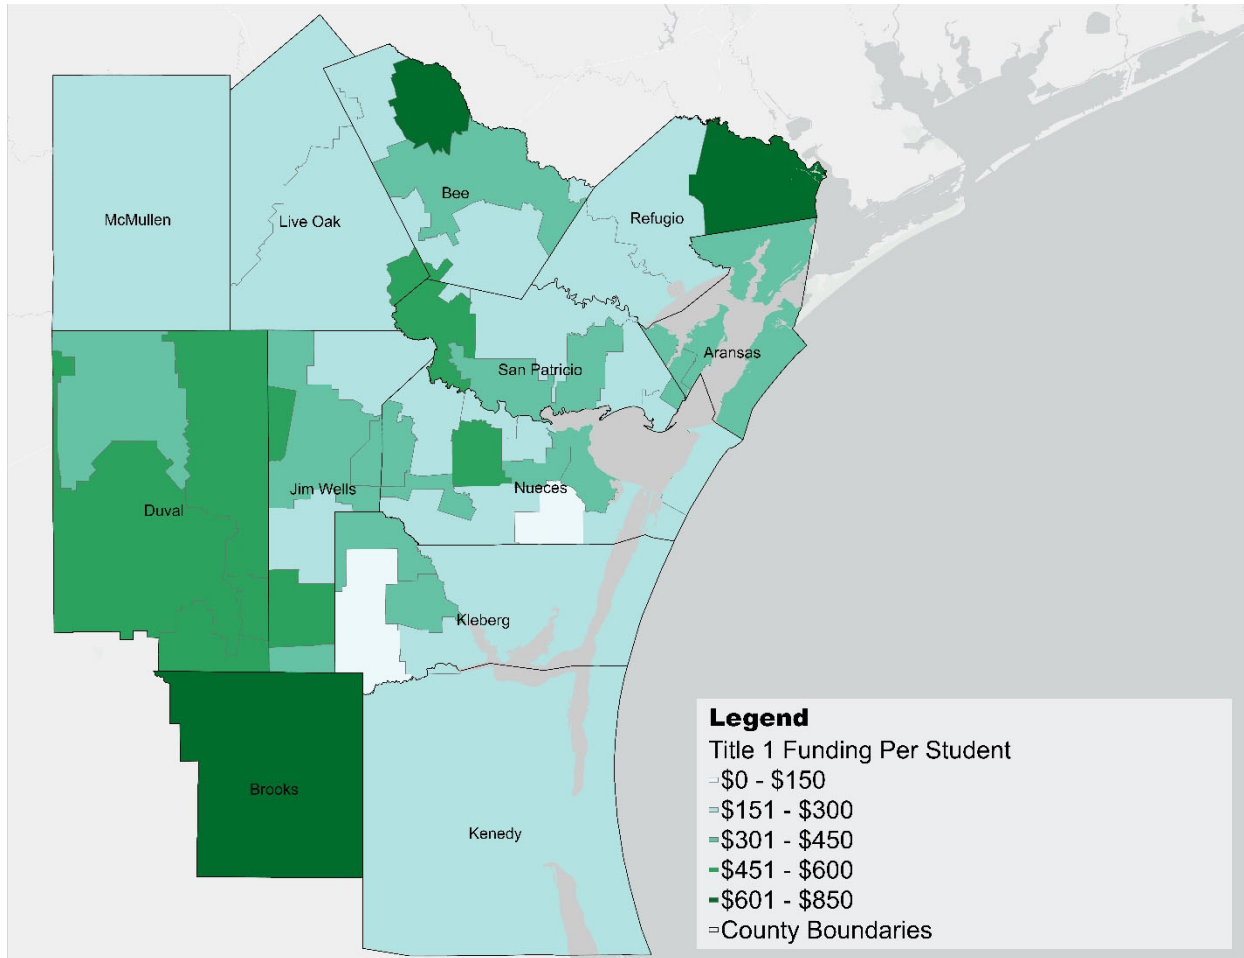 Bee
McMullen
Live Oak
Refugio
Aransas
San Patricio
Jim Wells
Nueces
Duval
Kleberg
Brooks
Kenedy
Legend
Title 1 Funding Per Student
$0 - $150
$151 - $300
$301 - $450
$451 - $600
$601 - $850
County Boundaries